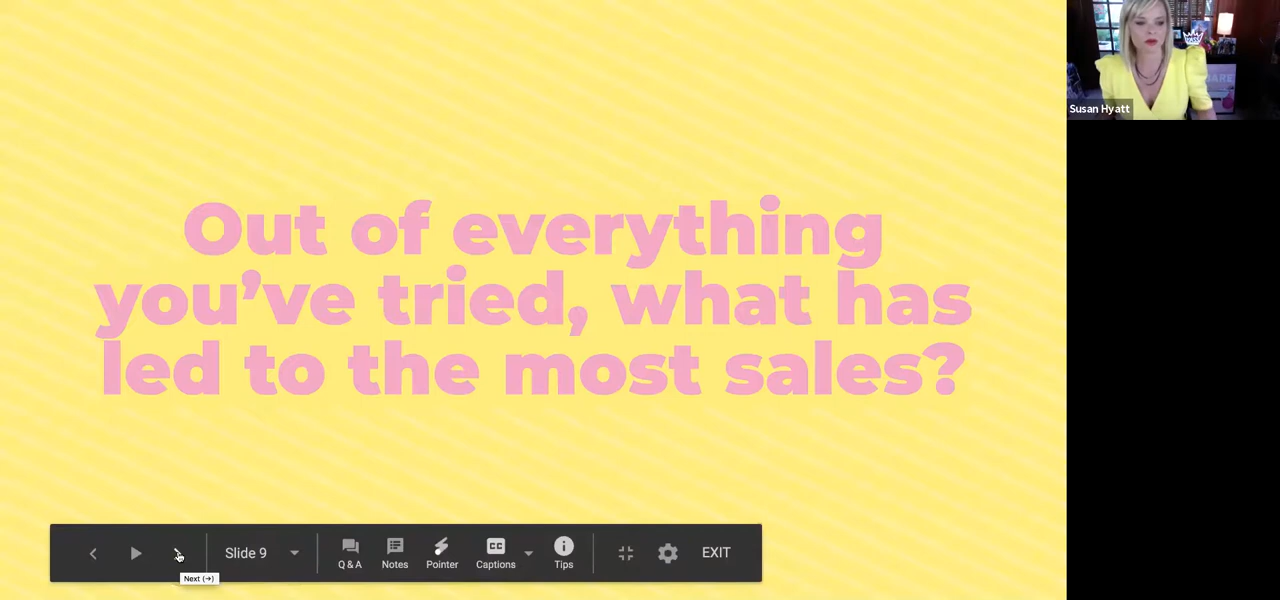 Out of everything
you've tried, what has
led to the most sales?
Susan Hyatt
Slide 9
Q & A
Notes
Pointer
CC
Captions
Tips
EXIT
Next (→)